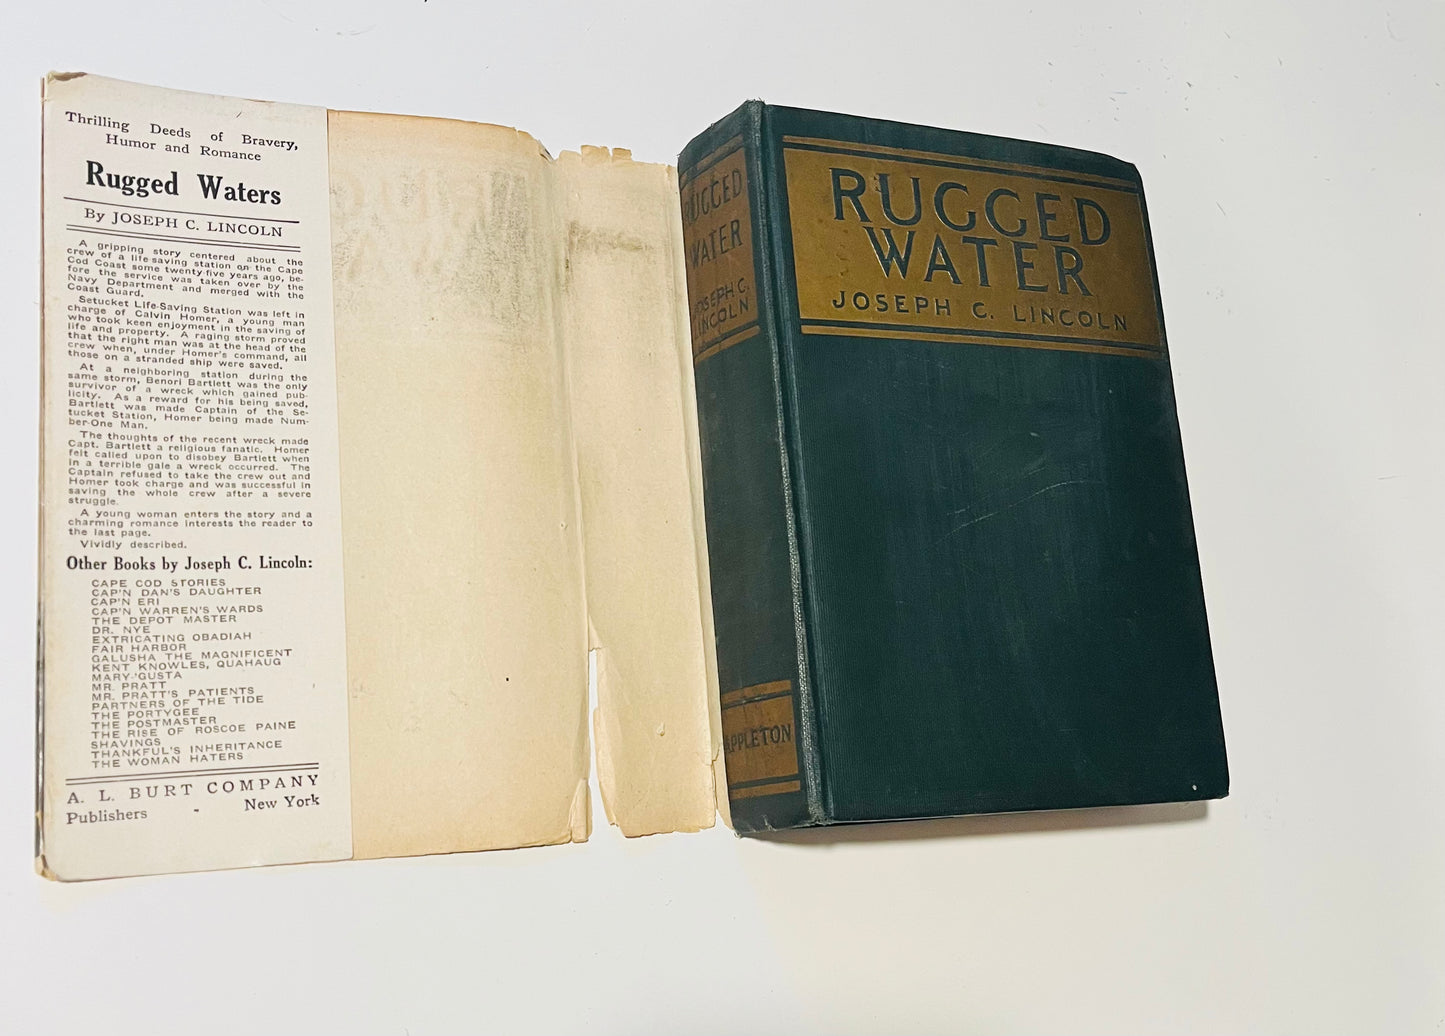 Thrilling Deeds of Bravery,
Humor and Romance
Rugged Waters
By JOSEPH C. LINCOLN
A gripping story centered about the
crew of a life-saving station on the Cape
Cod Coast some twenty-five years ago, be-
fore the service was taken over by the
Navy Department and merged with the
Coast Guard.
Setucket Life-Saving Station was left in
charge of Calvin Homer, a young man
who took keen enjoyment in the saving of
life and property. A raging storm proved
that the right man was at the head of the
crew when, under Homer's command, all
those on a stranded ship were saved.
At a neighboring station during the
same storm, Benori Bartlett was the only
survivor of a wreck which gained pub-
licity. As a reward for his being saved,
Bartlett was made Captain of the Se-
tucket Station, Homer being made Num-
ber-One Man.
The thoughts of the recent wreck made
Capt. Bartlett a religious fanatic. Homer
felt called upon to disobey Bartlett when
in a terrible gale a wreck occurred. The
Captain refused to take the crew out and
Homer took charge and was successful in
saving the whole crew after a severe
struggle.
A young woman enters the story and a
charming romance interests the reader to
the last page.
Vividly described.
Other Books by Joseph C. Lincoln:
CAPE COD STORIES
CAP'N DAN'S DAUGHTER
CAP'N ERI
CAP'N WARREN'S WARDS
THE DEPOT MASTER
DR. NYE
EXTRICATING OBADIAH
FAIR HARBOR
GALUSHA THE MAGNIFICENT
KENT KNOWLES, QUAHAUG
MARY-'GUSTA
MR. PRATT
MR. PRATT'S PATIENTS
PARTNERS OF THE TIDE
THE PORTYGEE
THE POSTMASTER
THE RISE OF ROSCOE PAINE
SHAVINGS
THANKFUL'S INHERITANCE
THE WOMAN HATERS
A. L. BURT COMPANY
Publishers - New York
RUGGED
WATER
JOSEPH C.
LINCOLN
APPLETON
RUGGED
WATER
JOSEPH C. LINCOLN